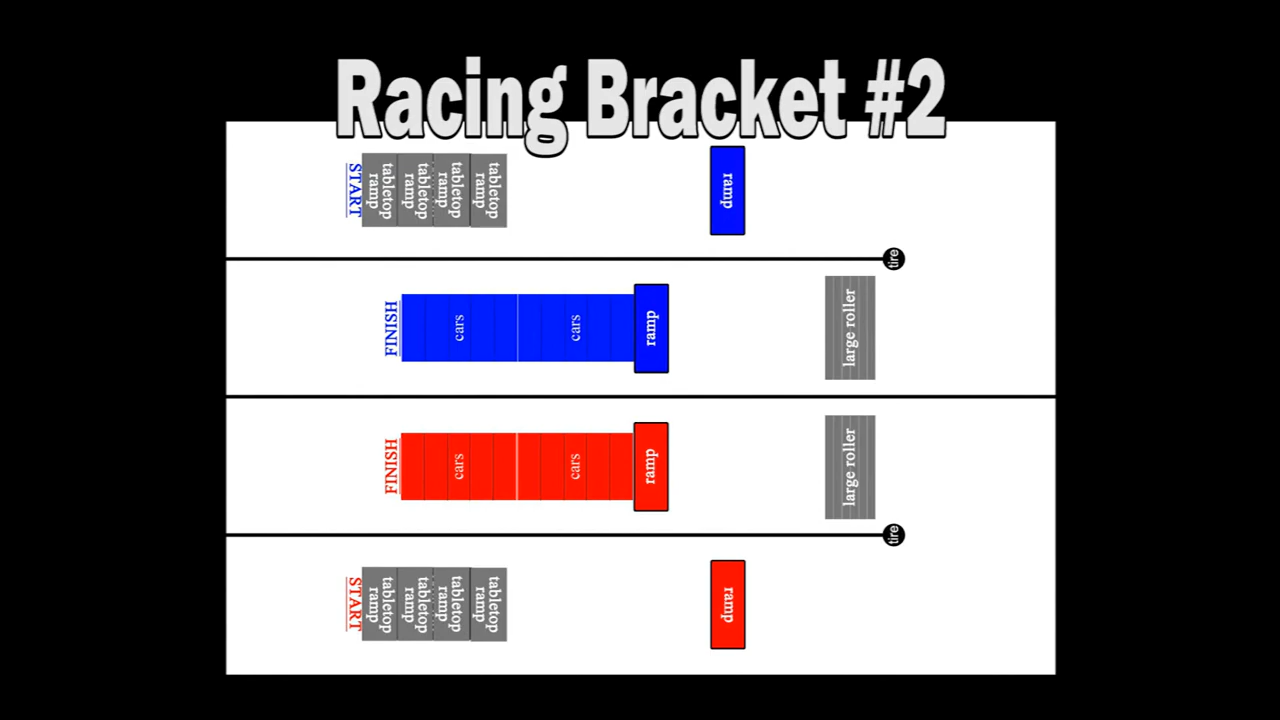 Racing Bracket #2
START
tabletop
ramp
tabletop
ramp
tabletop
ramp
tabletop
ramp
ramp
tire
FINISH
cars
cars
ramp
large roller
FINISH
cars
cars
ramp
large roller
tire
START
tabletop
ramp
tabletop
ramp
tabletop
ramp
tabletop
ramp
ramp